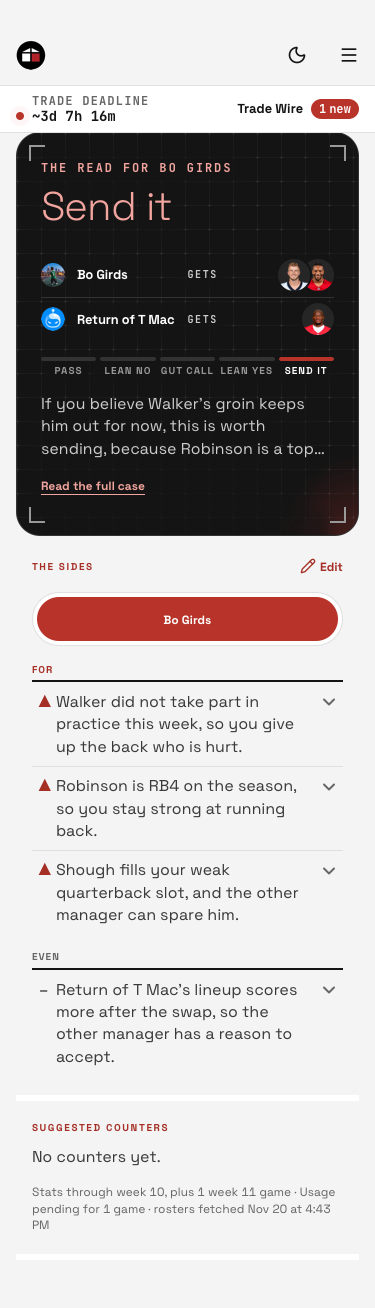 TRADE DEADLINE
~3d 7h 16m
Trade Wire
1 new
THE READ FOR BO GIRDS
Send it
Bo Girds GETS
Return of T Mac GETS
PASS LEAN NO GUT CALL LEAN YES SEND IT
If you believe Walker's groin keeps
him out for now, this is worth
sending, because Robinson is a top…
Read the full case
THE SIDES
Edit
Bo Girds
FOR
Walker did not take part in
practice this week, so you give
up the back who is hurt.
Robinson is RB4 on the season,
so you stay strong at running
back.
Shough fills your weak
quarterback slot, and the other
manager can spare him.
EVEN
– Return of T Mac's lineup scores
more after the swap, so the
other manager has a reason to
accept.
SUGGESTED COUNTERS
No counters yet.
Stats through week 10, plus 1 week 11 game · Usage
pending for 1 game · rosters fetched Nov 20 at 4:43
PM